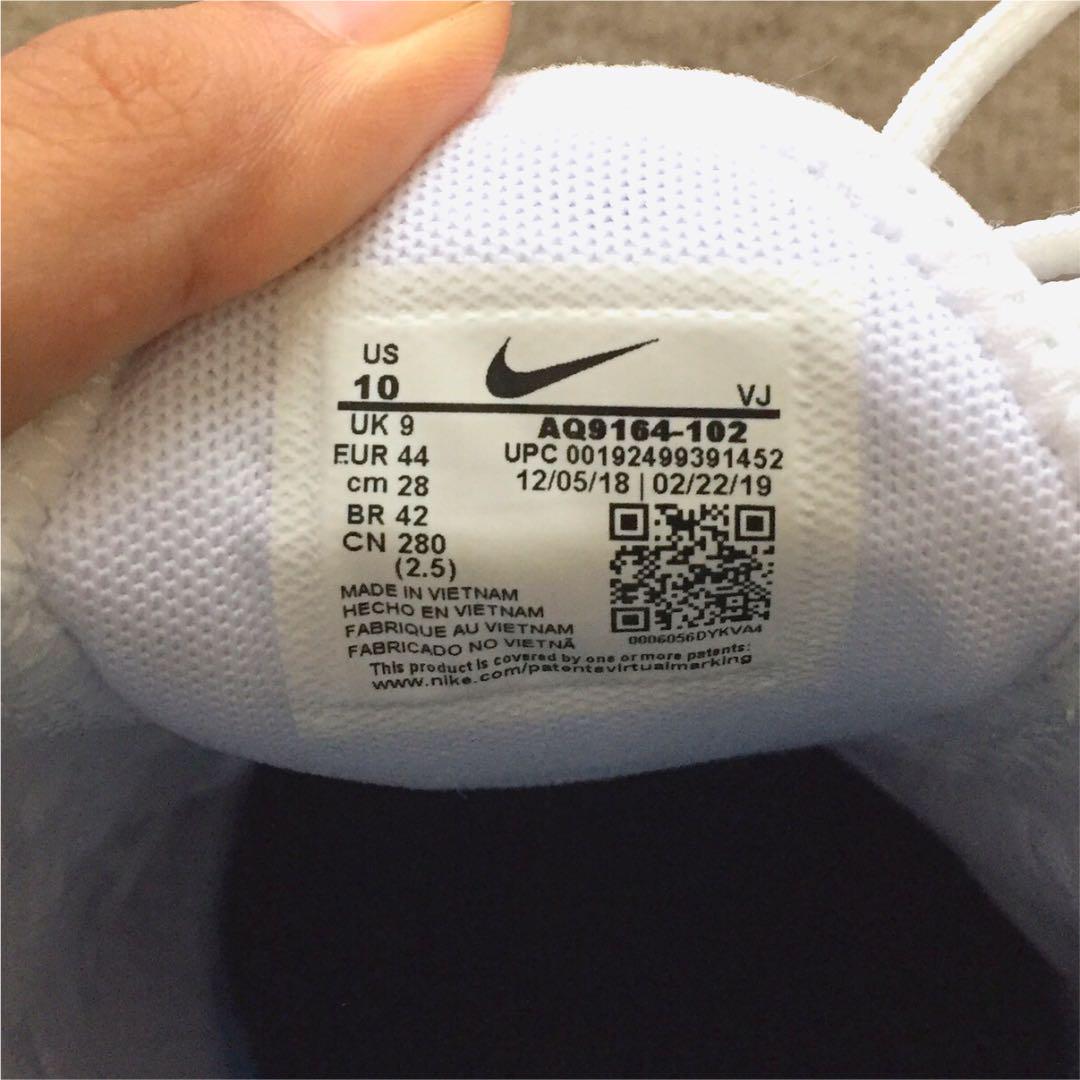 US
10
VJ
UK 9
EUR 44
cm 28
BR 42
CN 280
(2.5)
AQ9164-102
UPC 00192499391452
12/05/18 | 02/22/19
0006056DYKVA4
MADE IN VIETNAM
HECHO EN VIETNAM
FABRIQUE AU VIETNAM
FABRICADO NO VIETNÃ
This product is covered by one or more patents:
www.nike.com/patentsvirtualmarking